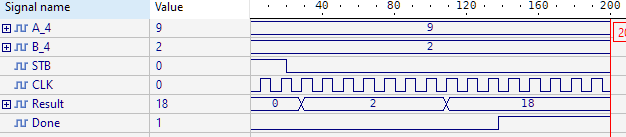 Signal name Value 40 80 120 160 200
A_4 9 9
B_4 2 2
STB 0
CLK 0
Result 18 0 2 18
Done 1